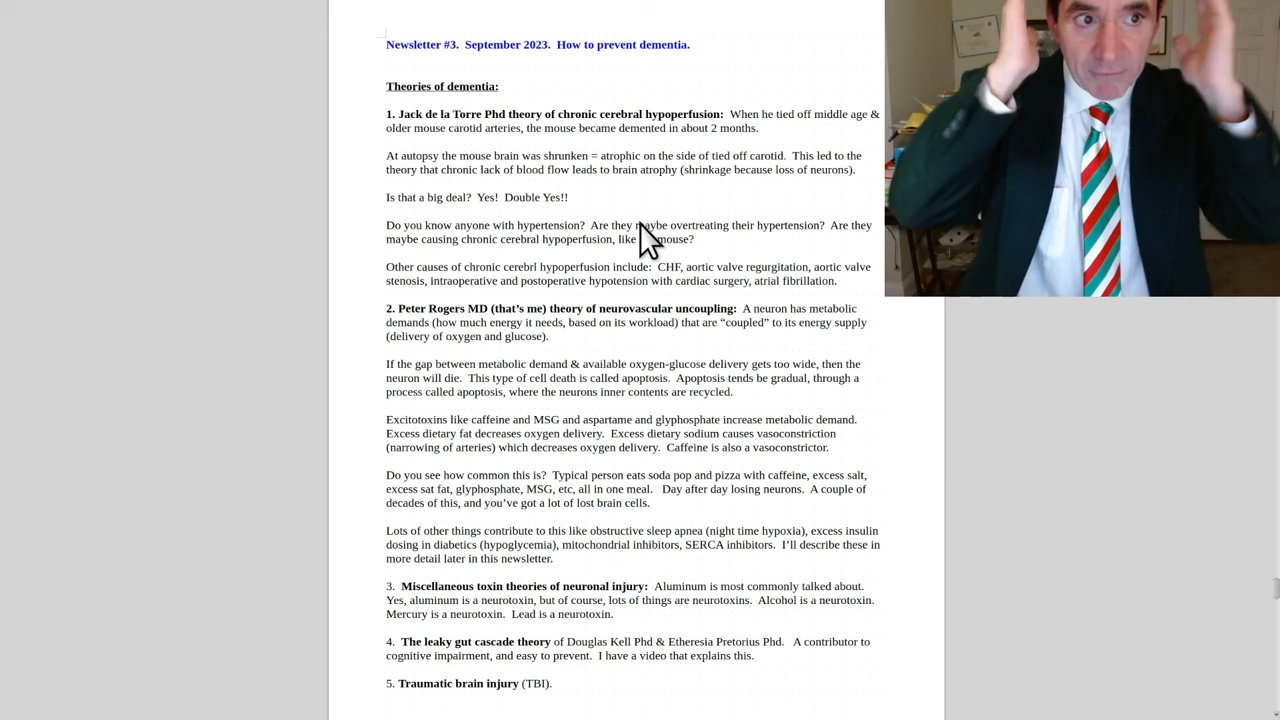 Newsletter #3.  September 2023.  How to prevent dementia.
Theories of dementia:
1. Jack de la Torre Phd theory of chronic cerebral hypoperfusion:  When he tied off middle age &
older mouse carotid arteries, the mouse became demented in about 2 months.
At autopsy the mouse brain was shrunken = atrophic on the side of tied off carotid.  This led to the
theory that chronic lack of blood flow leads to brain atrophy (shrinkage because loss of neurons).
Is that a big deal?  Yes!  Double Yes!!
Do you know anyone with hypertension?  Are they maybe overtreating their hypertension?  Are they
maybe causing chronic cerebral hypoperfusion, like mouse?
Other causes of chronic cerebrl hypoperfusion include:  CHF, aortic valve regurgitation, aortic valve
stenosis, intraoperative and postoperative hypotension with cardiac surgery, atrial fibrillation.
2. Peter Rogers MD (that's me) theory of neurovascular uncoupling:  A neuron has metabolic
demands (how much energy it needs, based on its workload) that are “coupled” to its energy supply
(delivery of oxygen and glucose).
If the gap between metabolic demand & available oxygen-glucose delivery gets too wide, then the
neuron will die.  This type of cell death is called apoptosis.  Apoptosis tends be gradual, through a
process called apoptosis, where the neurons inner contents are recycled.
Excitotoxins like caffeine and MSG and aspartame and glyphosphate increase metabolic demand.
Excess dietary fat decreases oxygen delivery.  Excess dietary sodium causes vasoconstriction
(narrowing of arteries) which decreases oxygen delivery.  Caffeine is also a vasoconstrictor.
Do you see how common this is?  Typical person eats soda pop and pizza with caffeine, excess salt,
excess sat fat, glyphosphate, MSG, etc, all in one meal.   Day after day losing neurons.  A couple of
decades of this, and you've got a lot of lost brain cells.
Lots of other things contribute to this like obstructive sleep apnea (night time hypoxia), excess insulin
dosing in diabetics (hypoglycemia), mitochondrial inhibitors, SERCA inhibitors.  I'll describe these in
more detail later in this newsletter.
3.  Miscellaneous toxin theories of neuronal injury:  Aluminum is most commonly talked about.
Yes, aluminum is a neurotoxin, but of course, lots of things are neurotoxins.  Alcohol is a neurotoxin.
Mercury is a neurotoxin.  Lead is a neurotoxin.
4.  The leaky gut cascade theory of Douglas Kell Phd & Etheresia Pretorius Phd.   A contributor to
cognitive impairment, and easy to prevent.  I have a video that explains this.
5. Traumatic brain injury (TBI).